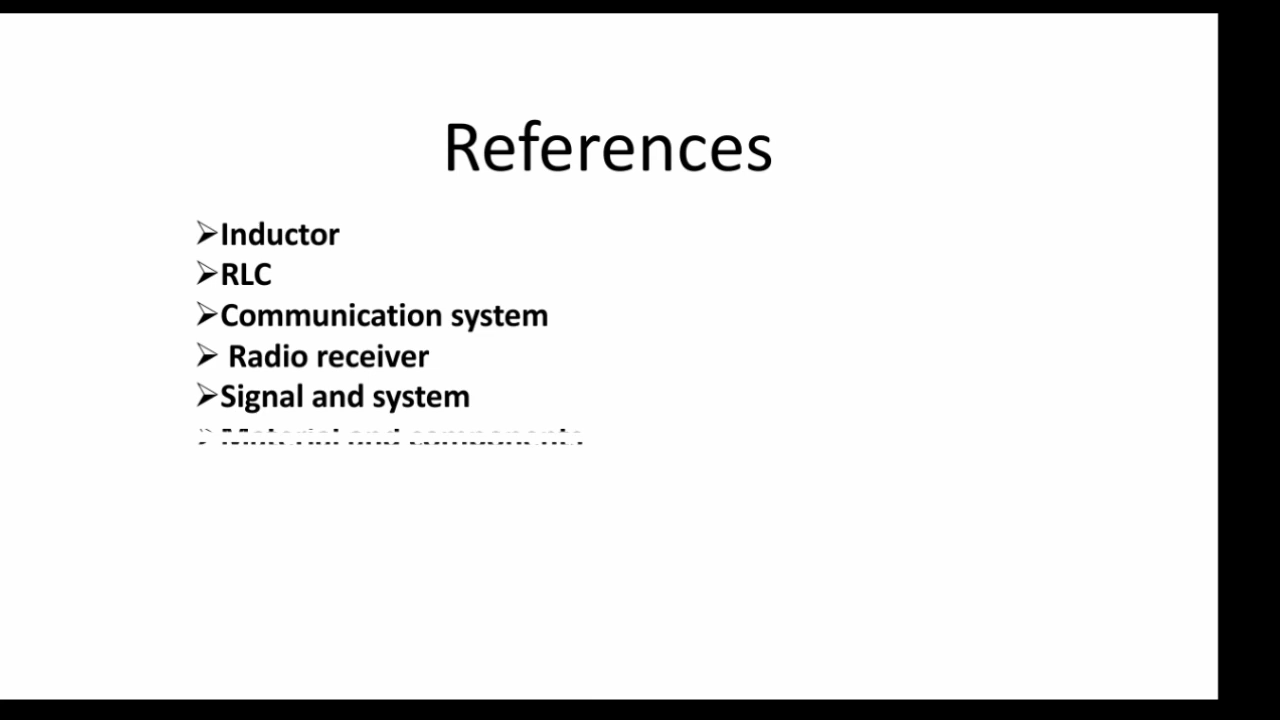 References
➢Inductor
➢RLC
➢Communication system
➢ Radio receiver
➢Signal and system
➢Material and components